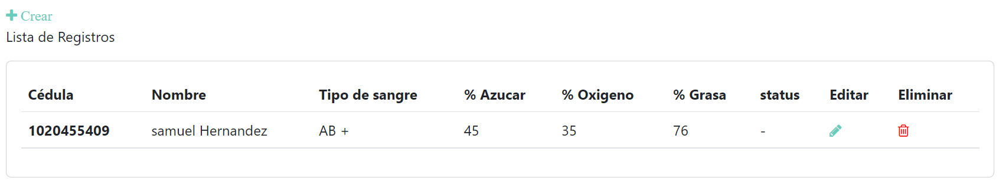 Crear
Lista de Registros
Cédula Nombre Tipo de sangre % Azucar % Oxigeno % Grasa status Editar Eliminar
1020455409 samuel Hernandez AB + 45 35 76 -